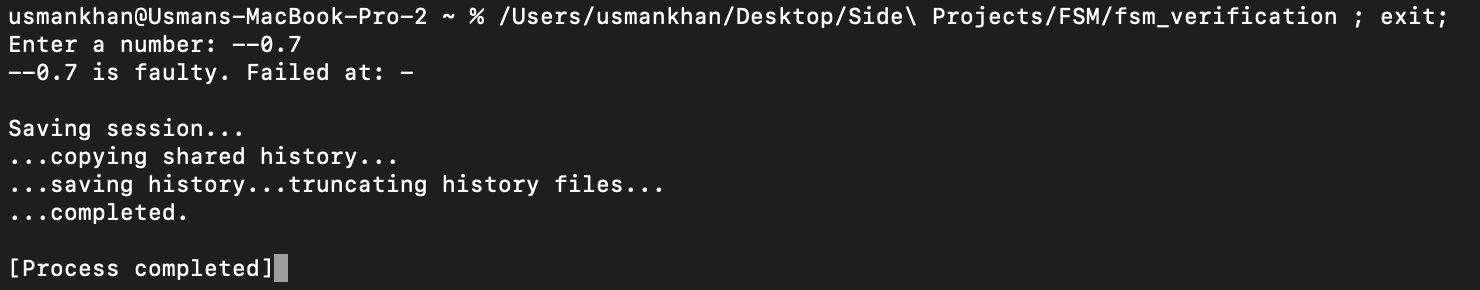 usmankhan@Usmans-MacBook-Pro-2 ~ % /Users/usmankhan/Desktop/Side\ Projects/FSM/fsm_verification ; exit;
Enter a number: --0.7
--0.7 is faulty. Failed at: -
Saving session...
...copying shared history...
...saving history...truncating history files...
...completed.
[Process completed]